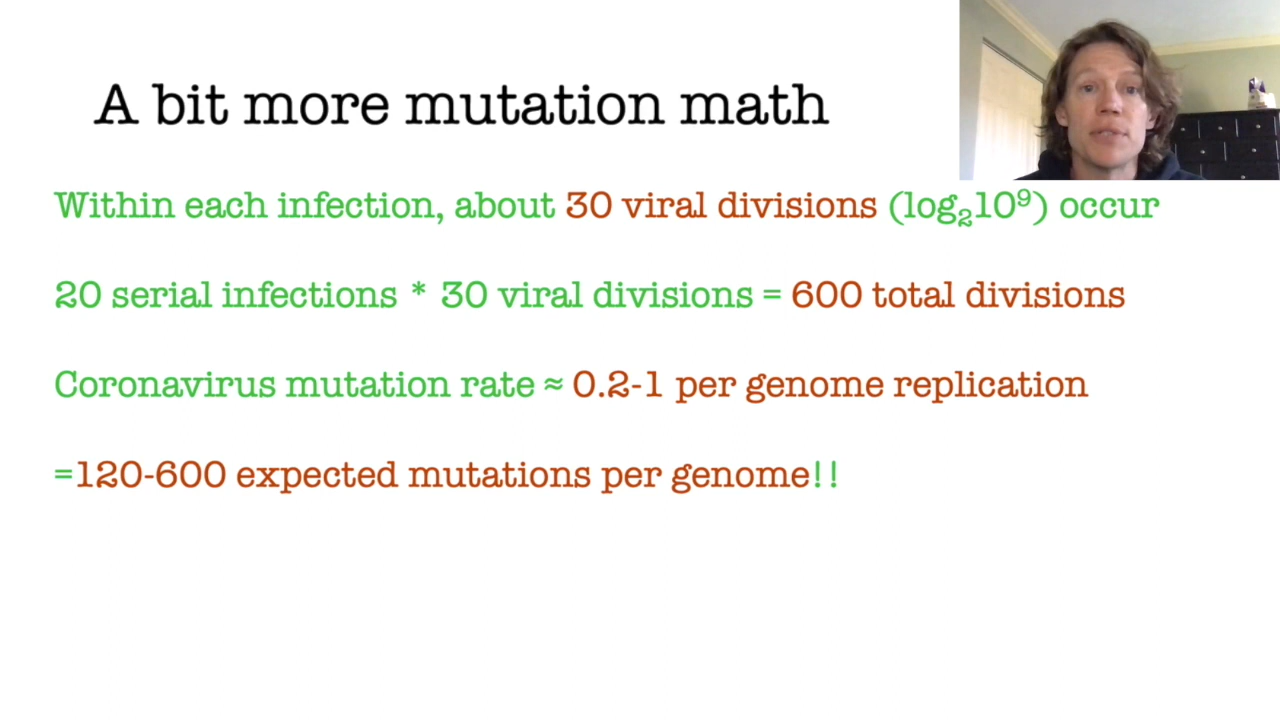 A bit more mutation math
Within each infection, about 30 viral divisions (log₂10⁹) occur
20 serial infections * 30 viral divisions = 600 total divisions
Coronavirus mutation rate ≈ 0.2-1 per genome replication
=120-600 expected mutations per genome!!